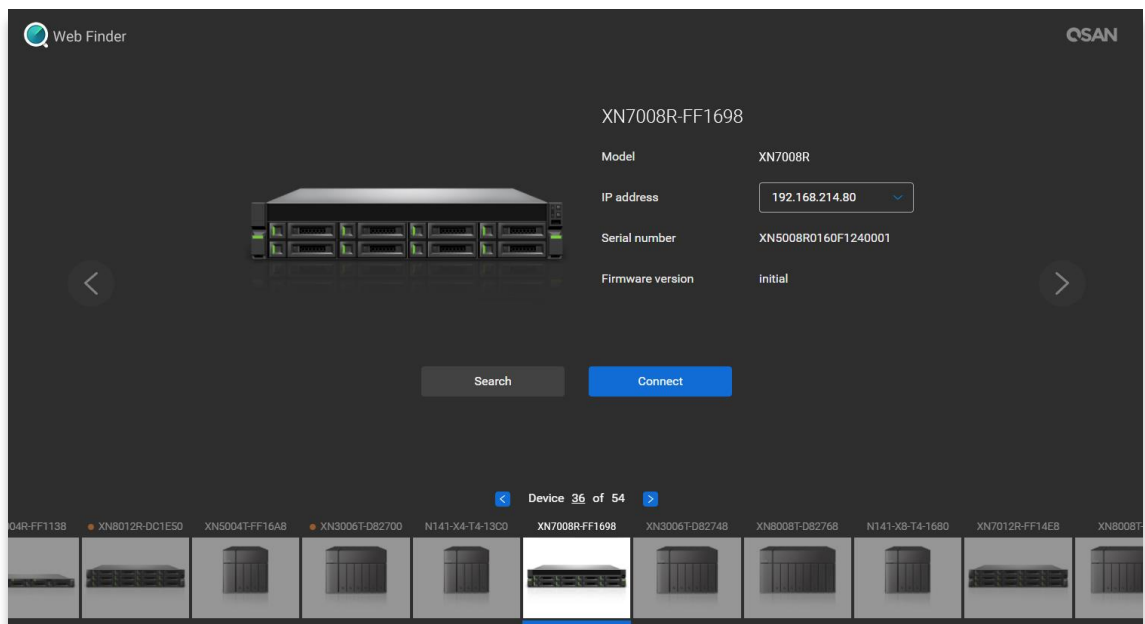 Web Finder
QSAN
XN7008R-FF1698
Model XN7008R
IP address 192.168.214.80
Serial number XN5008R0160F1240001
Firmware version initial
Search Connect
Device 36 of 54
04R-FF1138 XN8012R-DC1E50 XN5004T-FF16A8 XN3006T-D82700 N141-X4-T4-13C0 XN7008R-FF1698 XN3006T-D82748 XN8008T-D82768 N141-X8-T4-1680 XN7012R-FF14E8 XN8008T-